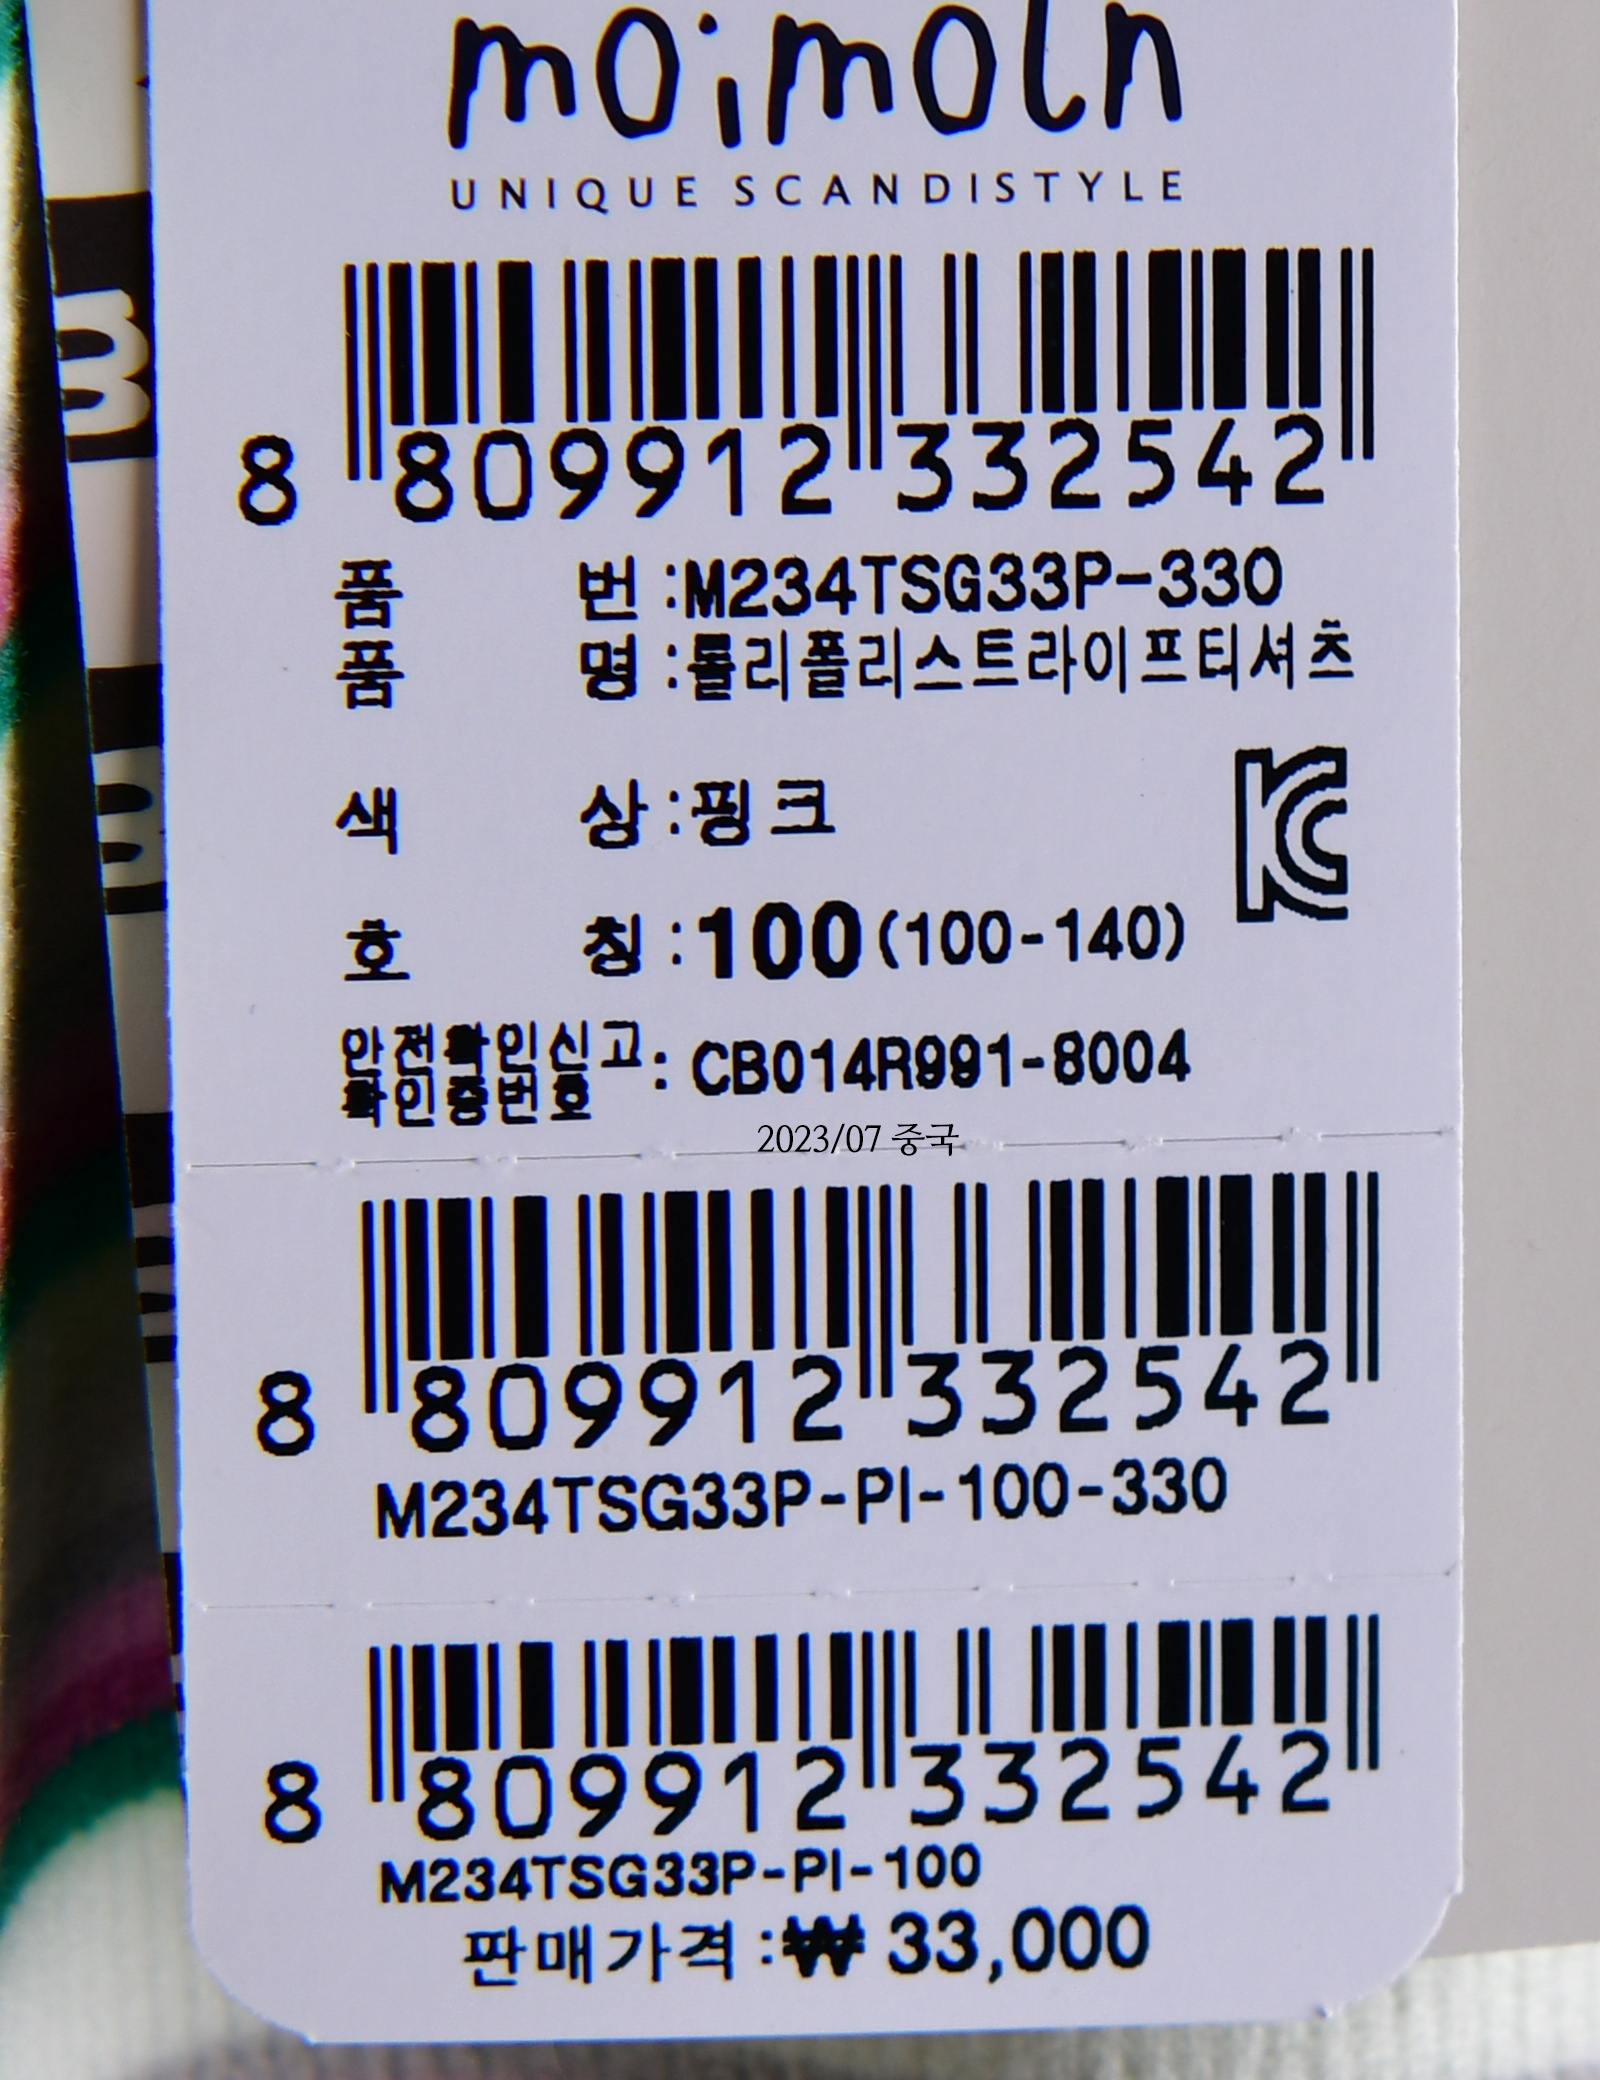 moimoln
UNIQUE SCANDISTYLE
8 809912 332542
품 번 :M234TSG33P-330
품 명 :롤리폴리스트라이프티셔츠
색 상 :핑크
호 칭 :100(100-140)
안전확인신고
확인증번호 : CB014R991-8004
2023/07 중국
8 809912 332542
M234TSG33P-PI-100-330
8 809912 332542
M234TSG33P-PI-100
판매가격 :₩ 33,000